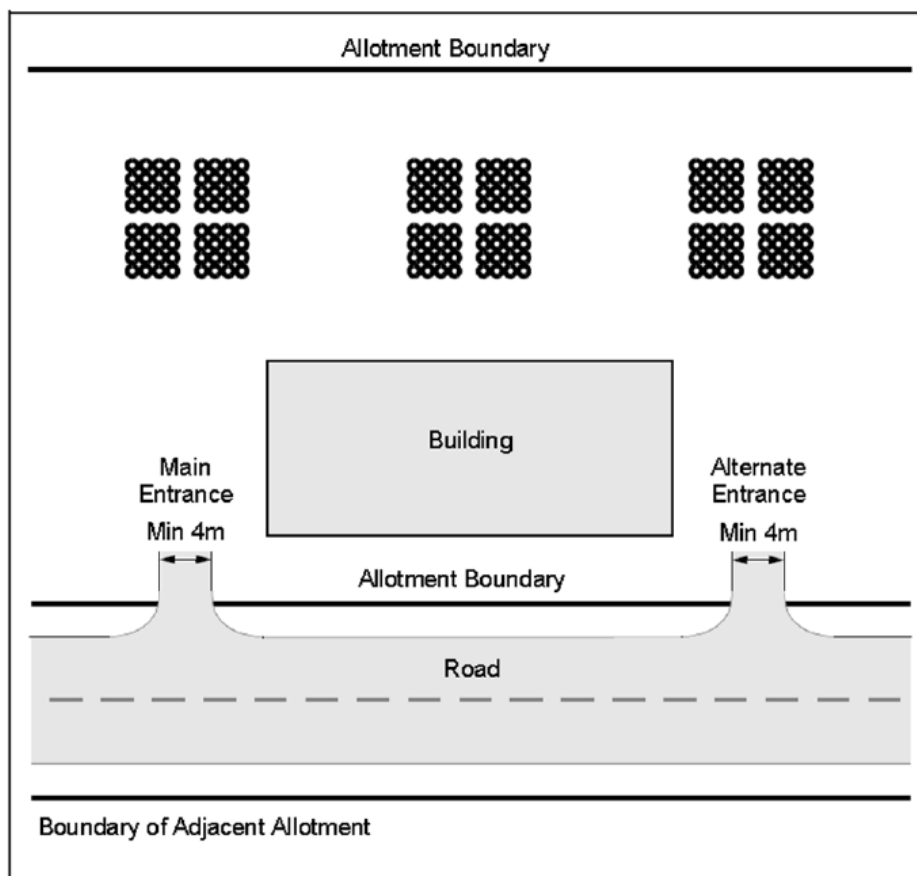 Allotment Boundary
Building
Main
Entrance
Min 4m
Alternate
Entrance
Min 4m
Allotment Boundary
Road
Boundary of Adjacent Allotment